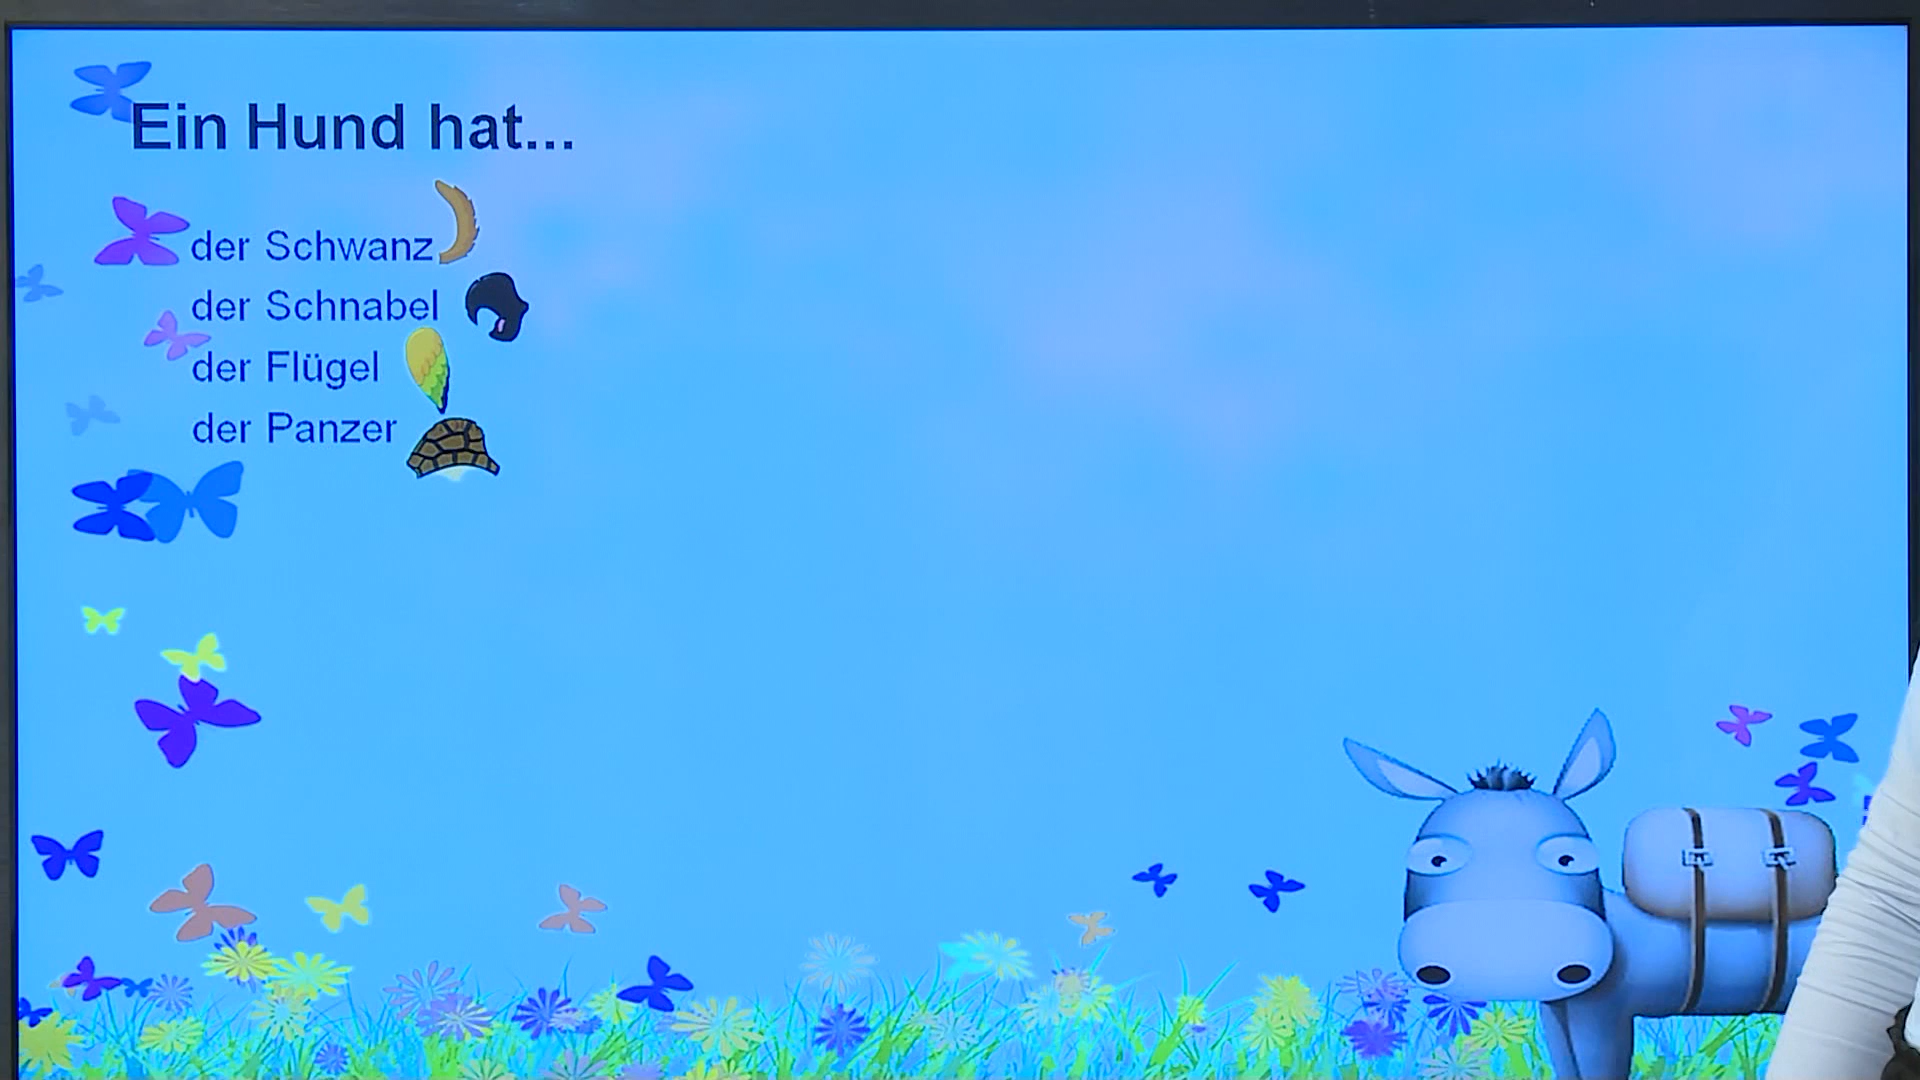 Ein Hund hat...
der Schwanz
der Schnabel
der Flügel
der Panzer